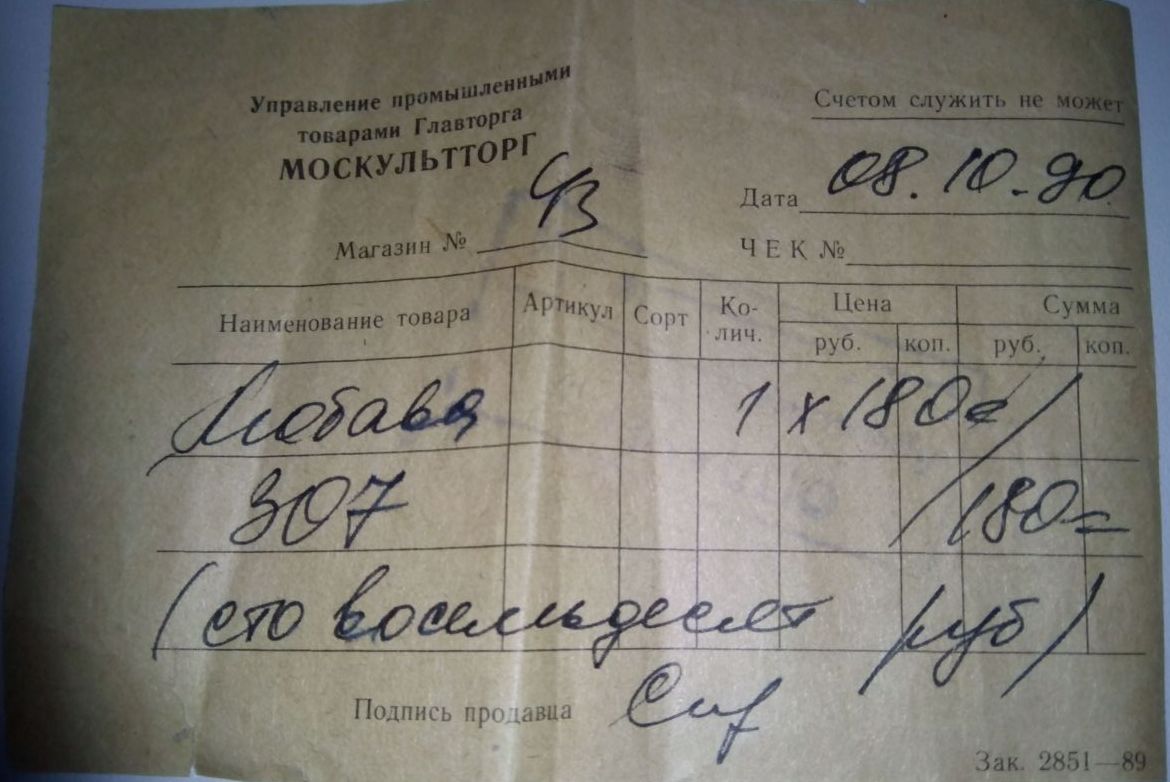 Управление промышленными
товарами Главторга
МОСКУЛЬТТОРГ
Счетом служить не может
Дата 08.10-90
Магазин №
ЧЕК №
Наименование товара Артикул Сорт Ко-лич. Цена руб. коп. Сумма руб. коп.
Любава 1 х 180=
307 180=
(сто восемьдесят руб)
Подпись продавца
Зак. 2851—89